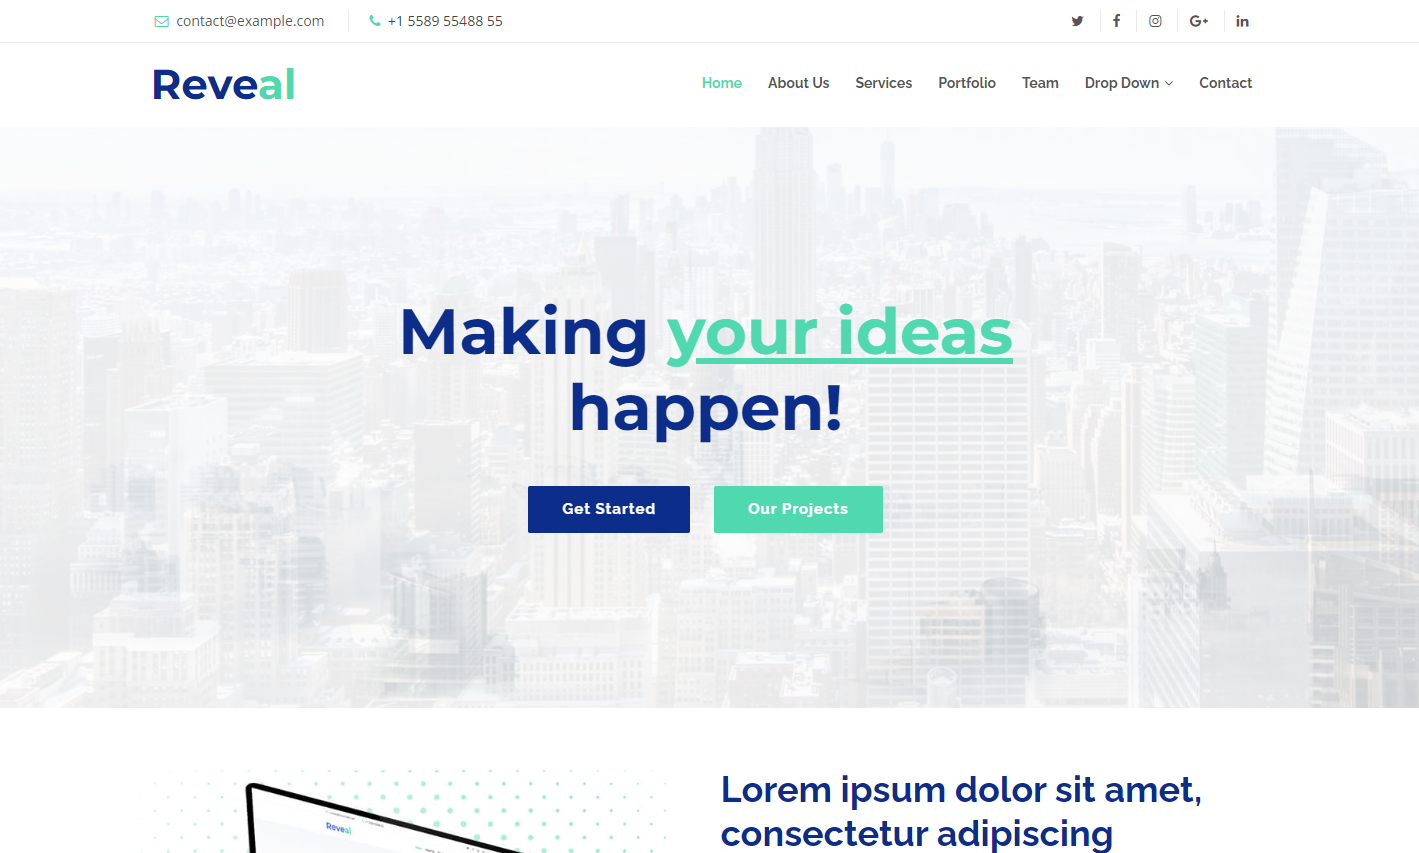 contact@example.com
+1 5589 55488 55
Reveal
Home About Us Services Portfolio Team Drop Down Contact
Making your ideas
happen!
Get Started Our Projects
Lorem ipsum dolor sit amet,
consectetur adipiscing
Reveal